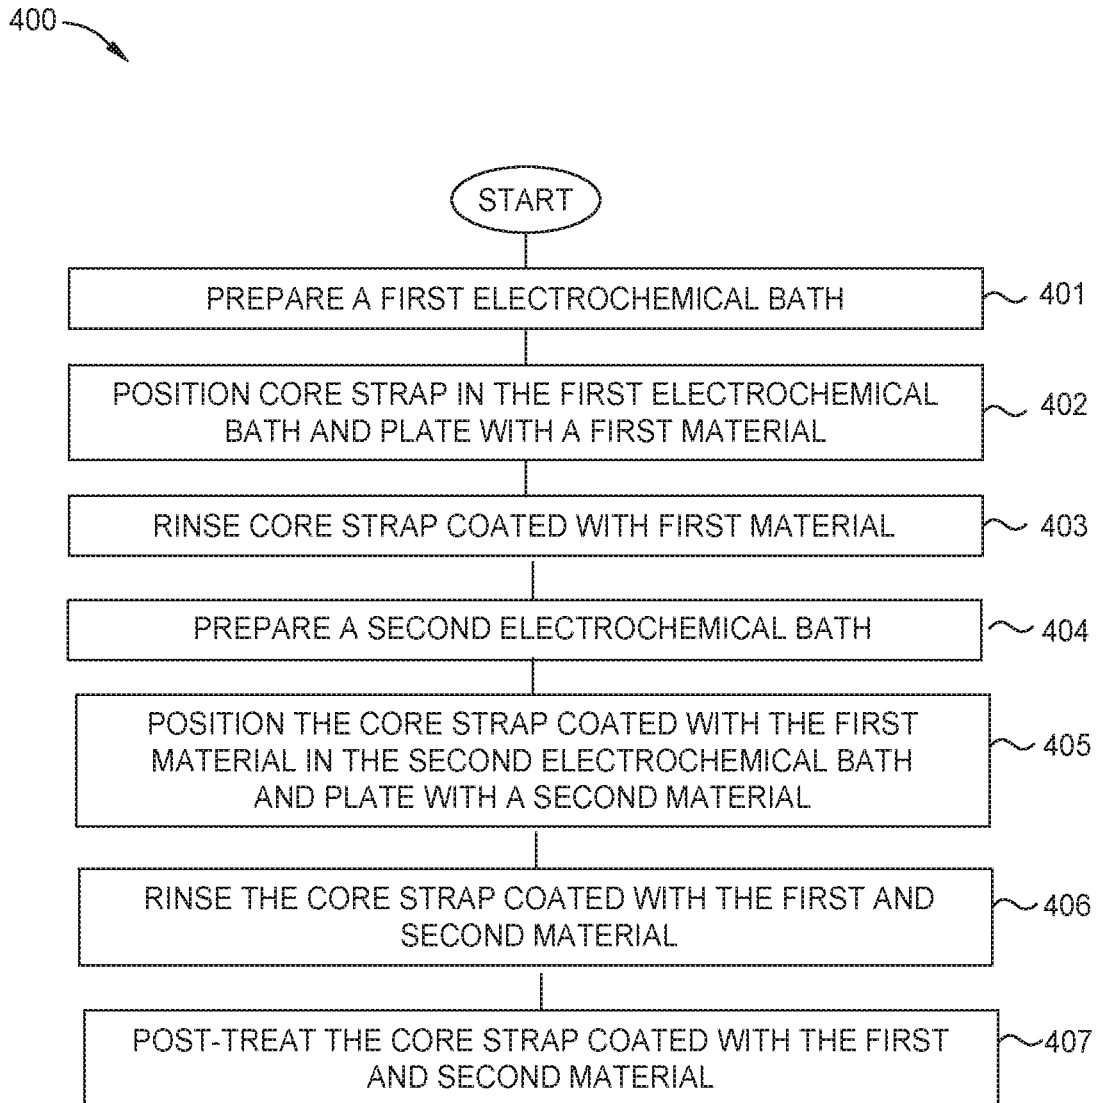 400
START
PREPARE A FIRST ELECTROCHEMICAL BATH
401
POSITION CORE STRAP IN THE FIRST ELECTROCHEMICAL
BATH AND PLATE WITH A FIRST MATERIAL
402
RINSE CORE STRAP COATED WITH FIRST MATERIAL
403
PREPARE A SECOND ELECTROCHEMICAL BATH
404
POSITION THE CORE STRAP COATED WITH THE FIRST
MATERIAL IN THE SECOND ELECTROCHEMICAL BATH
AND PLATE WITH A SECOND MATERIAL
405
RINSE THE CORE STRAP COATED WITH THE FIRST AND
SECOND MATERIAL
406
POST-TREAT THE CORE STRAP COATED WITH THE FIRST
AND SECOND MATERIAL
407